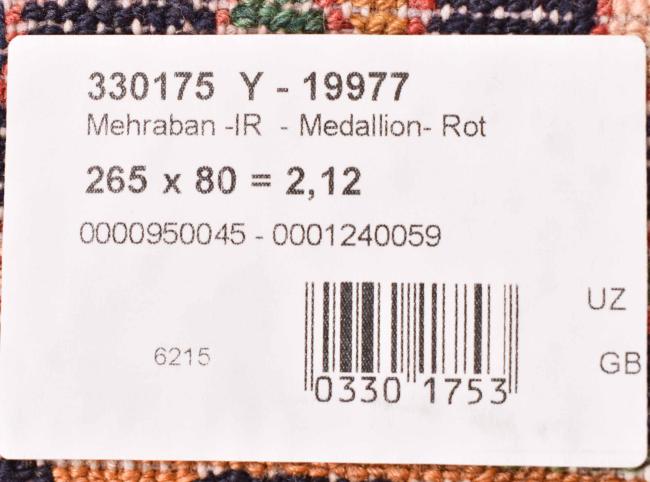 330175 Y - 19977
Mehraban -IR - Medallion- Rot
265 x 80 = 2,12
0000950045 - 0001240059
UZ
6215
GB
0330 1753